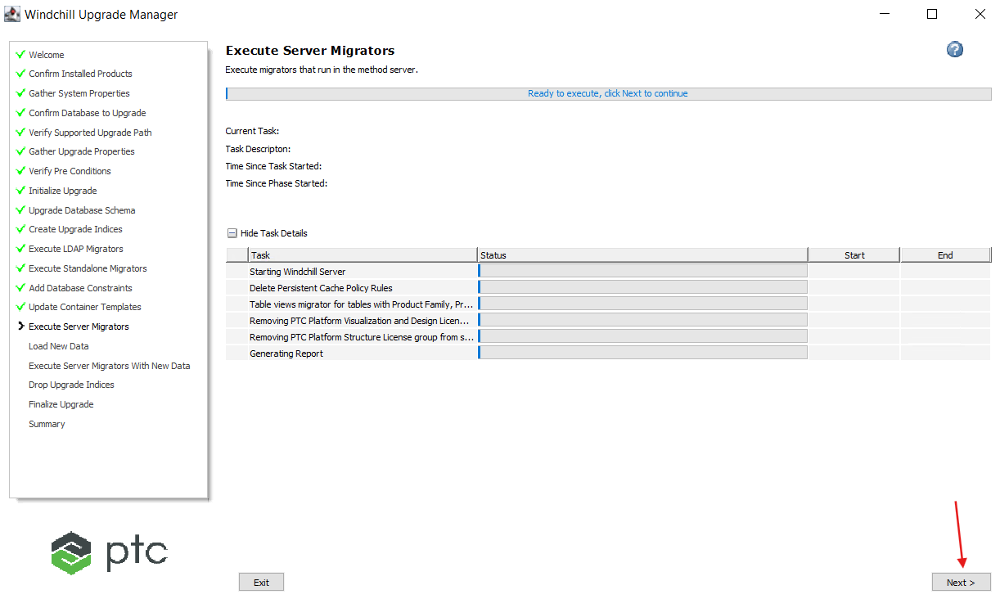 Windchill Upgrade Manager
Welcome
Confirm Installed Products
Gather System Properties
Confirm Database to Upgrade
Verify Supported Upgrade Path
Gather Upgrade Properties
Verify Pre Conditions
Initialize Upgrade
Upgrade Database Schema
Create Upgrade Indices
Execute LDAP Migrators
Execute Standalone Migrators
Add Database Constraints
Update Container Templates
Execute Server Migrators
Load New Data
Execute Server Migrators With New Data
Drop Upgrade Indices
Finalize Upgrade
Summary
ptc
Execute Server Migrators
?
Execute migrators that run in the method server.
Ready to execute, click Next to continue
Current Task:
Task Descripton:
Time Since Task Started:
Time Since Phase Started:
Hide Task Details
Task Status Start End
Starting Windchill Server
Delete Persistent Cache Policy Rules
Table views migrator for tables with Product Family, Pr...
Removing PTC Platform Visualization and Design Licen...
Removing PTC Platform Structure License group from s...
Generating Report
Exit Next >